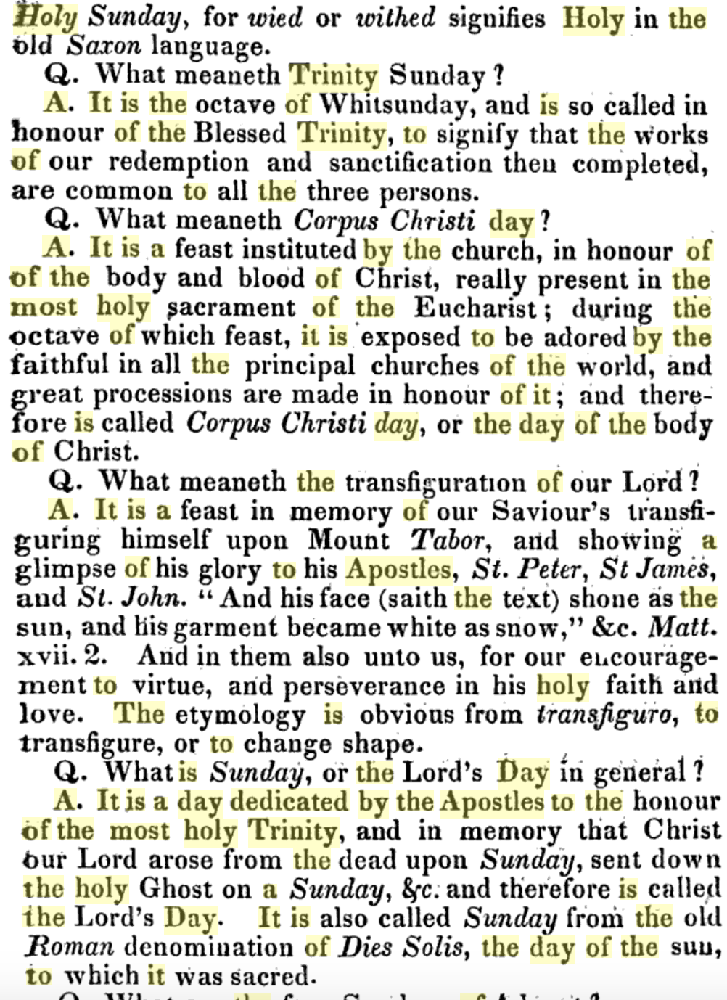 Holy Sunday, for wied or withed signifies Holy in the
old Saxon language.
Q. What meaneth Trinity Sunday ?
A. It is the octave of Whitsunday, and is so called in
honour of the Blessed Trinity, to signify that the works
of our redemption and sanctification then completed,
are common to all the three persons.
Q. What meaneth Corpus Christi day ?
A. It is a feast instituted by the church, in honour of
of the body and blood of Christ, really present in the
most holy sacrament of the Eucharist ; during the
octave of which feast, it is exposed to be adored by the
faithful in all the principal churches of the world, and
great processions are made in honour of it ; and there-
fore is called Corpus Christi day, or the day of the body
of Christ.
Q. What meaneth the transfiguration of our Lord ?
A. It is a feast in memory of our Saviour's transfi-
guring himself upon Mount Tabor, and showing a
glimpse of his glory to his Apostles, St. Peter, St James,
and St. John. “ And his face (saith the text) shone as the
sun, and his garment became white as snow,” &c. Matt.
xvii. 2. And in them also unto us, for our encourage-
ment to virtue, and perseverance in his holy faith and
love. The etymology is obvious from transfiguro, to
transfigure, or to change shape.
Q. What is Sunday, or the Lord's Day in general ?
A. It is a day dedicated by the Apostles to the honour
of the most holy Trinity, and in memory that Christ
our Lord arose from the dead upon Sunday, sent down
the holy Ghost on a Sunday, &c. and therefore is called
the Lord's Day. It is also called Sunday from the old
Roman denomination of Dies Solis, the day of the sun,
to which it was sacred.